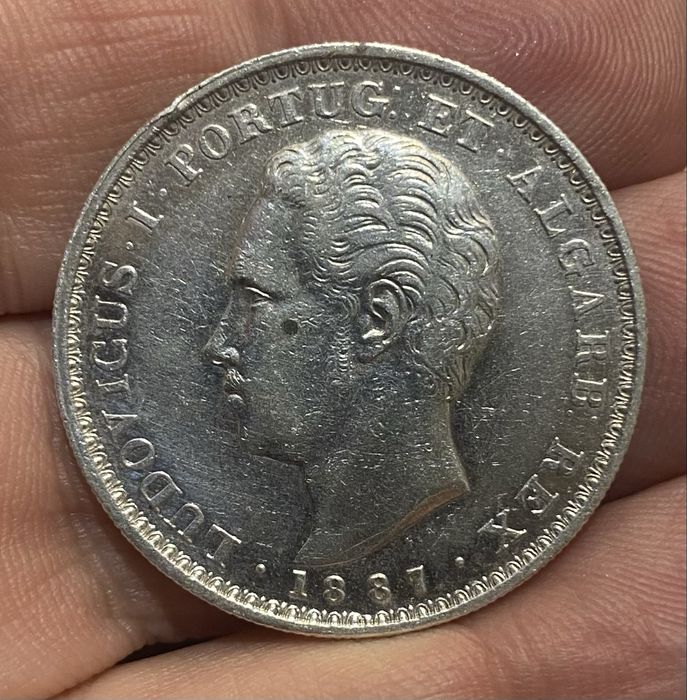 LUDOVICUS · I · PORTUG: ET · ALGARB: REX
· 1887 ·